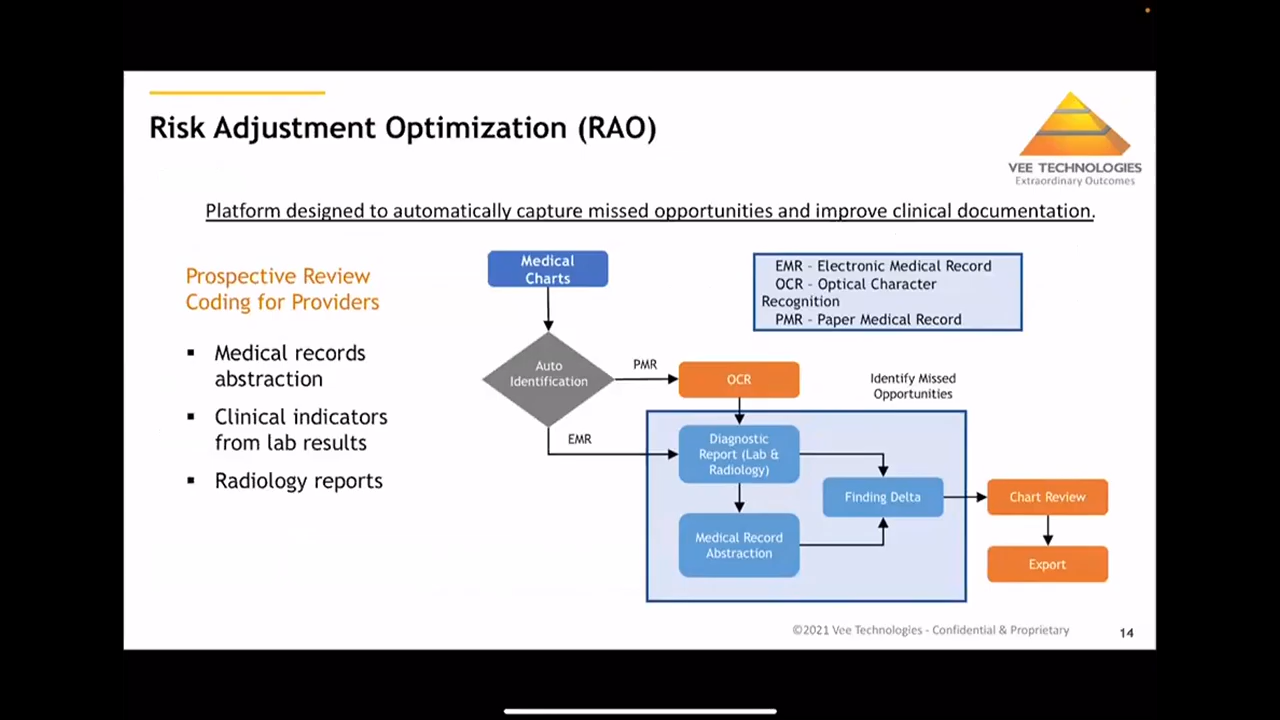 Risk Adjustment Optimization (RAO)
VEE TECHNOLOGIES
Extraordinary Outcomes
Platform designed to automatically capture missed opportunities and improve clinical documentation.
Prospective Review
Coding for Providers
▪ Medical records
abstraction
▪ Clinical indicators
from lab results
▪ Radiology reports
Medical
Charts
EMR – Electronic Medical Record
OCR – Optical Character
Recognition
PMR – Paper Medical Record
Auto
Identification
PMR
OCR
Identify Missed
Opportunities
EMR
Diagnostic
Report (Lab &
Radiology)
Finding Delta
Chart Review
Medical Record
Abstraction
Export
©2021 Vee Technologies - Confidential & Proprietary
14